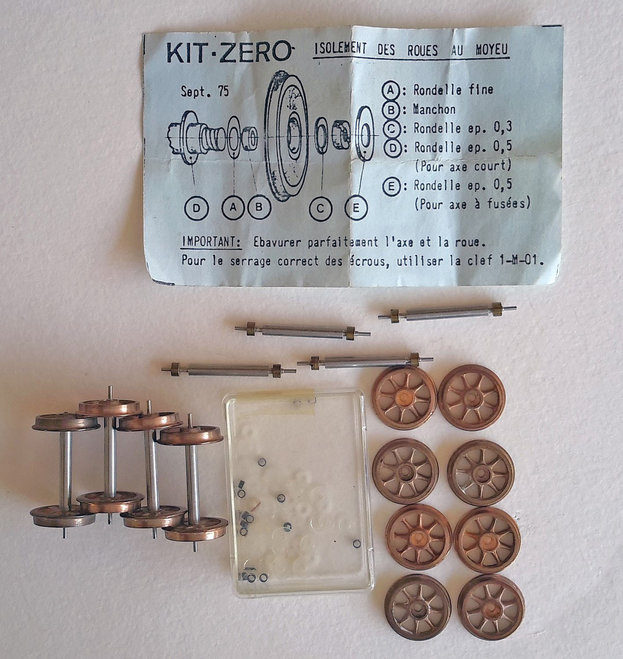 KIT·ZERO ISOLEMENT DES ROUES AU MOYEU
Sept. 75
A : Rondelle fine
B : Manchon
C : Rondelle ep. 0,3
D : Rondelle ep. 0,5
(Pour axe court)
E : Rondelle ep. 0,5
(Pour axe à fusées)
D A B C E
IMPORTANT: Ebavurer parfaitement l'axe et la roue.
Pour le serrage correct des écrous, utiliser la clef 1-M-01.